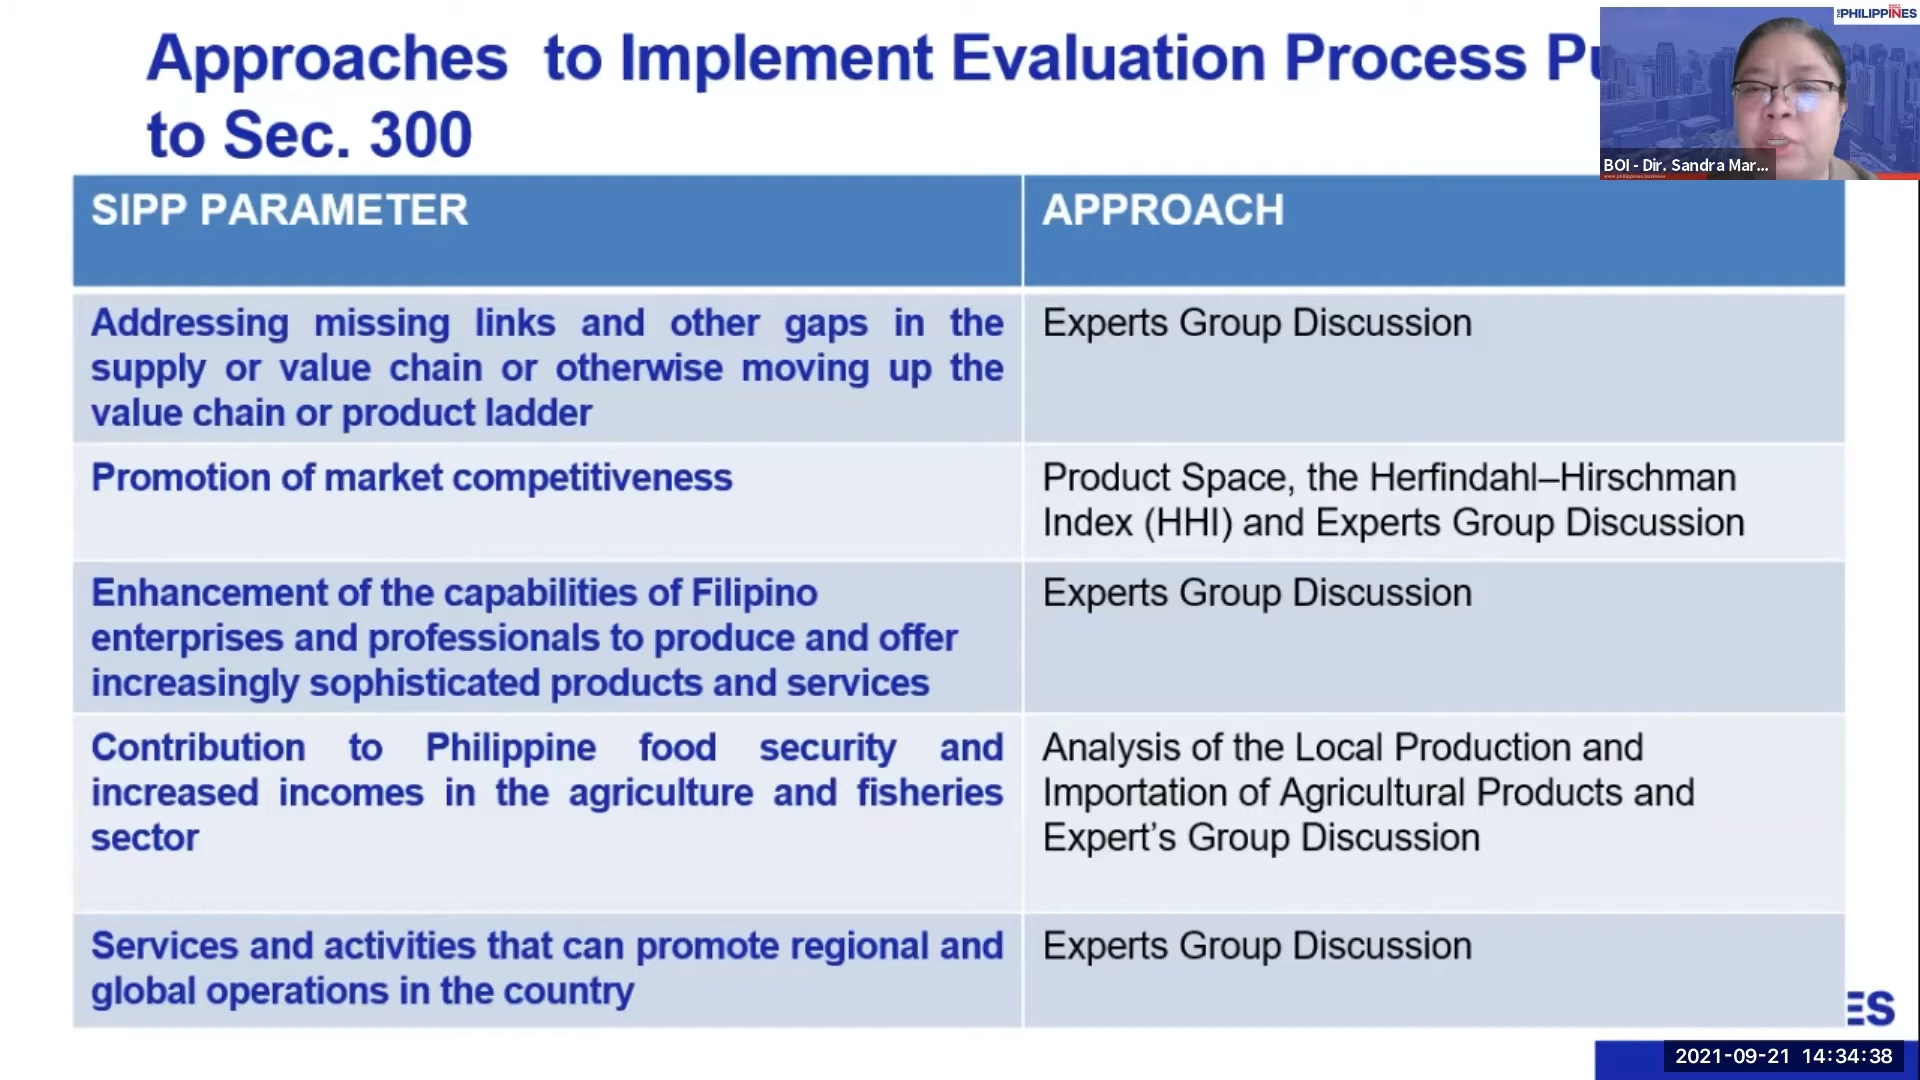 Approaches to Implement Evaluation Process
to Sec. 300
PHILIPPINES
BOI - Dir. Sandra Mar...
SIPP PARAMETER
APPROACH
Addressing missing links and other gaps in the
supply or value chain or otherwise moving up the
value chain or product ladder
Experts Group Discussion
Promotion of market competitiveness
Product Space, the Herfindahl–Hirschman
Index (HHI) and Experts Group Discussion
Enhancement of the capabilities of Filipino
enterprises and professionals to produce and offer
increasingly sophisticated products and services
Experts Group Discussion
Contribution to Philippine food security and
increased incomes in the agriculture and fisheries
sector
Analysis of the Local Production and
Importation of Agricultural Products and
Expert’s Group Discussion
Services and activities that can promote regional and
global operations in the country
Experts Group Discussion
ES
2021-09-21 14:34:38